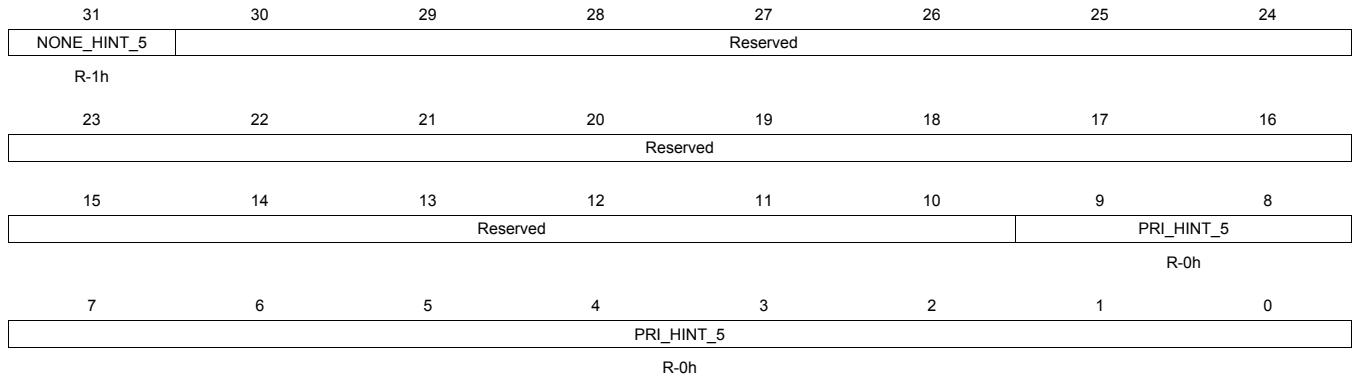 31 30 29 28 27 26 25 24
NONE_HINT_5 Reserved
R-1h
23 22 21 20 19 18 17 16
Reserved
15 14 13 12 11 10 9 8
Reserved PRI_HINT_5
R-0h
7 6 5 4 3 2 1 0
PRI_HINT_5
R-0h